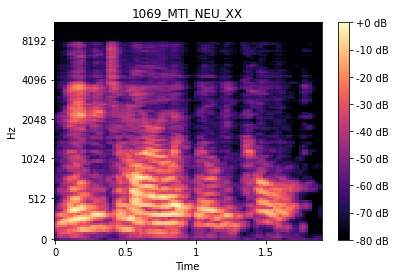 1069_MTI_NEU_XX
+0 dB
8192
-10 dB
4096
-20 dB
-30 dB
2048
Hz
-40 dB
1024
-50 dB
512
-60 dB
-70 dB
0
-80 dB
0
0.5
1
1.5
Time